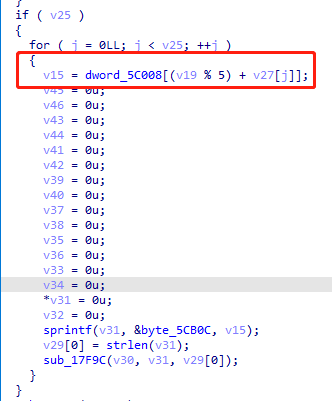 }
if ( v25 )
{
for ( j = 0LL; j < v25; ++j )
{
v15 = dword_5C008[(v19 % 5) + v27[j]];
v45 = 0u;
v46 = 0u;
v43 = 0u;
v44 = 0u;
v41 = 0u;
v42 = 0u;
v39 = 0u;
v40 = 0u;
v37 = 0u;
v38 = 0u;
v35 = 0u;
v36 = 0u;
v33 = 0u;
v34 = 0u;
*v31 = 0u;
v32 = 0u;
sprintf(v31, &byte_5CB0C, v15);
v29[0] = strlen(v31);
sub_17F9C(v30, v31, v29[0]);
}
}